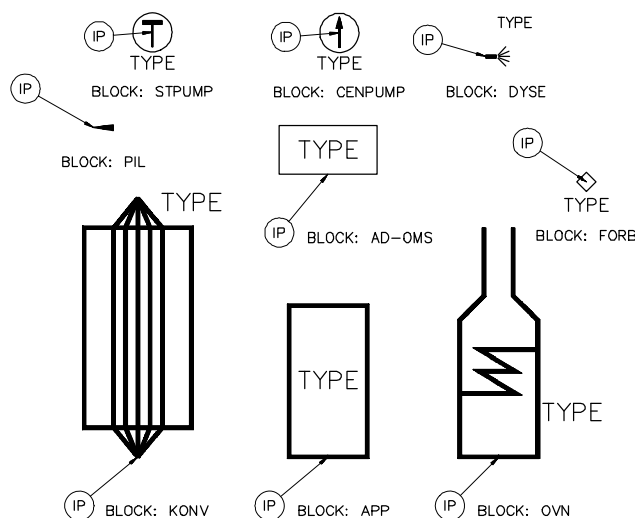 IP
TYPE
BLOCK: STPUMP
IP
TYPE
BLOCK: CENPUMP
TYPE
IP
BLOCK: DYSE
IP
BLOCK: PIL
TYPE
IP
BLOCK: AD-OMS
IP
TYPE
BLOCK: FORB
TYPE
IP
BLOCK: KONV
TYPE
IP
BLOCK: APP
TYPE
IP
BLOCK: OVN